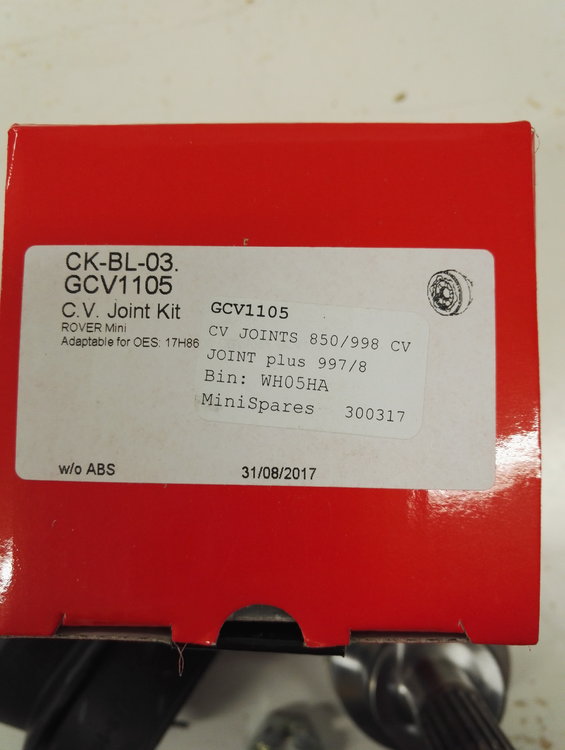 CK-BL-03.
GCV1105
C.V. Joint Kit
ROVER Mini
Adaptable for OES: 17H86
GCV1105
CV JOINTS 850/998 CV
JOINT plus 997/8
Bin: WH05HA
MiniSpares 300317
w/o ABS 31/08/2017